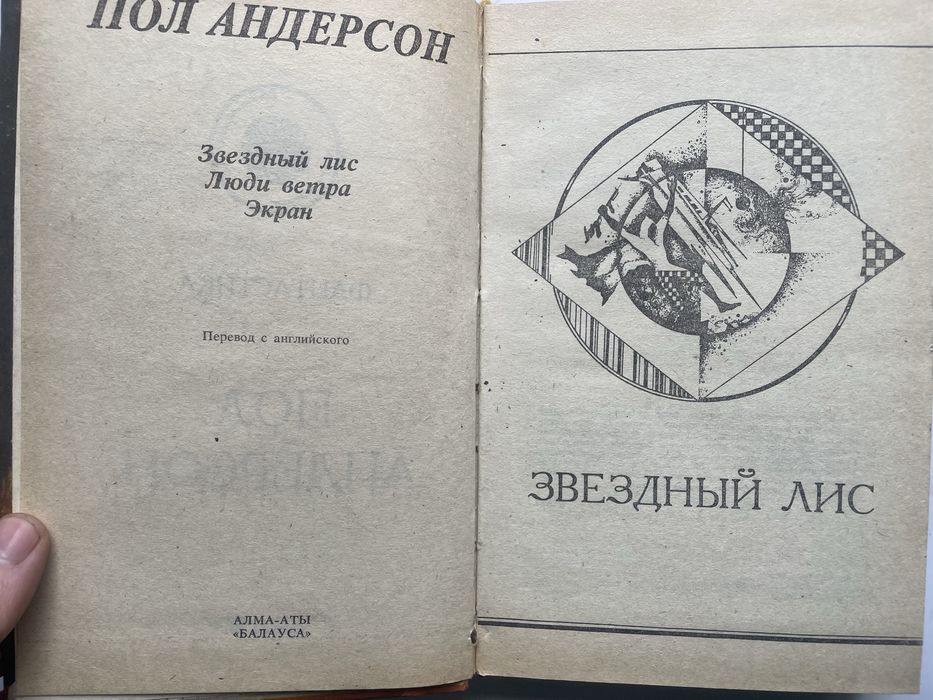 ПОЛ АНДЕРСОН
Звездный лис
Люди ветра
Экран
Перевод с английского
АЛМА-АТЫ
«БАЛАУСА»
ЗВЕЗДНЫЙ ЛИС